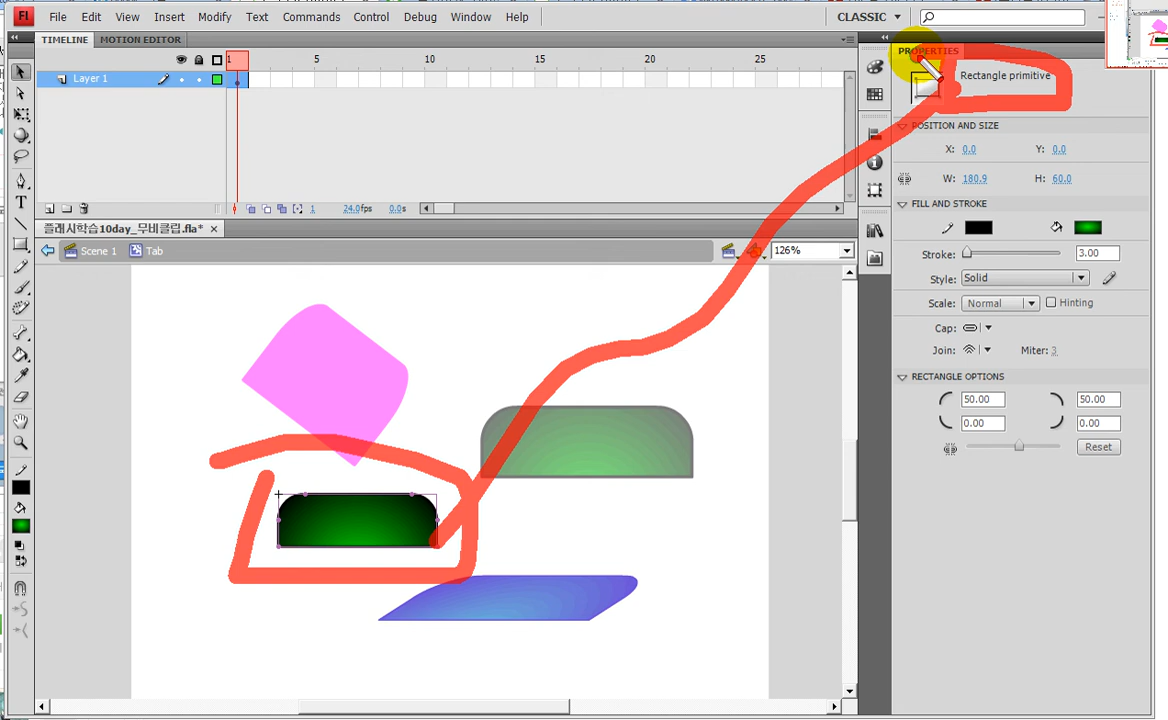 Fl File Edit View Insert Modify Text Commands Control Debug Window Help CLASSIC
TIMELINE MOTION EDITOR
1 5 10 15 20 25
Layer 1
1 24.0fps 0.0s
플래시학습10day_무비클립.fla*
Scene 1 Tab 126%
T
PROPERTIES
Rectangle primitive
POSITION AND SIZE
X: 0.0 Y: 0.0
W: 180.9 H: 60.0
FILL AND STROKE
Stroke: 3.00
Style: Solid
Scale: Normal Hinting
Cap:
Join: Miter: 3
RECTANGLE OPTIONS
50.00 50.00
0.00 0.00
Reset